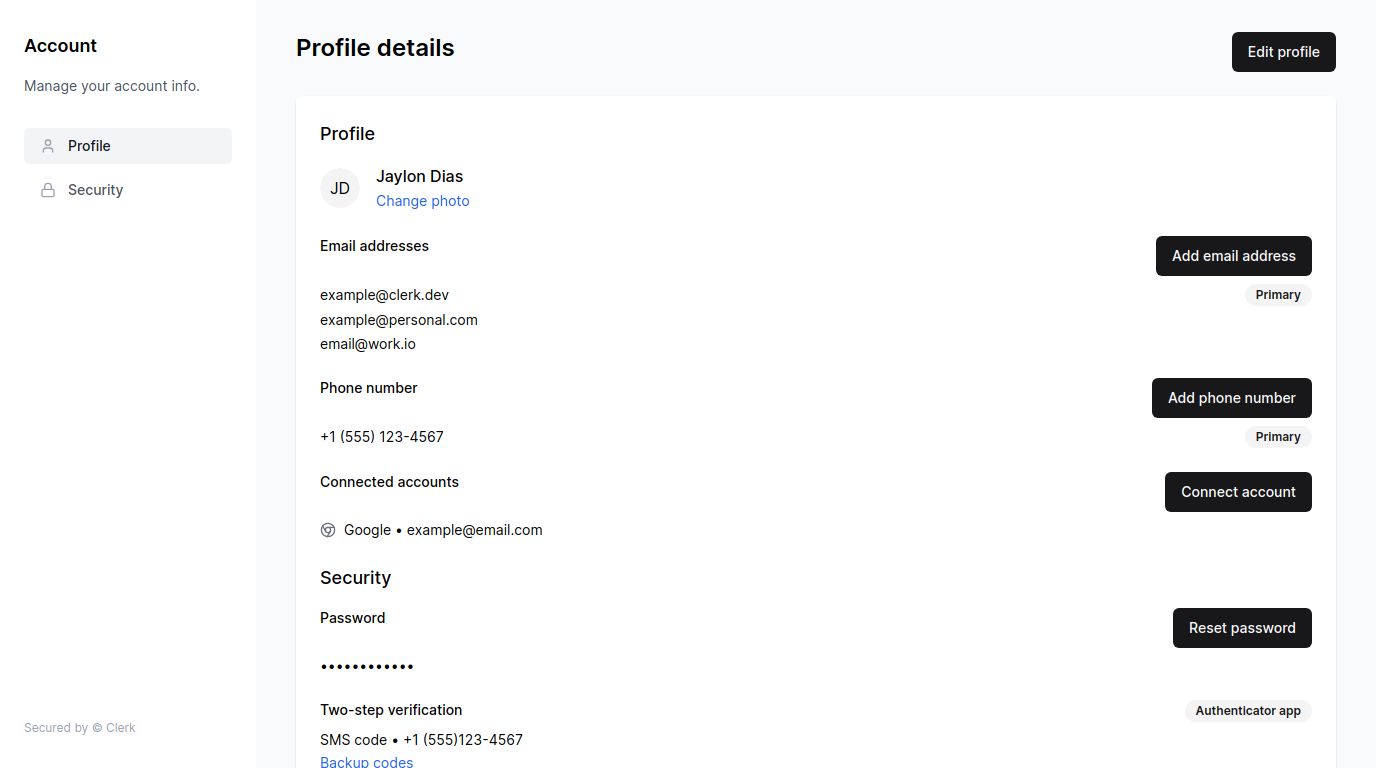 Account
Manage your account info.
Profile
Security
Secured by © Clerk
Profile details
Edit profile
Profile
JD
Jaylon Dias
Change photo
Email addresses
Add email address
example@clerk.dev
Primary
example@personal.com
email@work.io
Phone number
Add phone number
+1 (555) 123-4567
Primary
Connected accounts
Connect account
Google • example@email.com
Security
Password
Reset password
••••••••••••
Two-step verification
Authenticator app
SMS code • +1 (555)123-4567
Backup codes